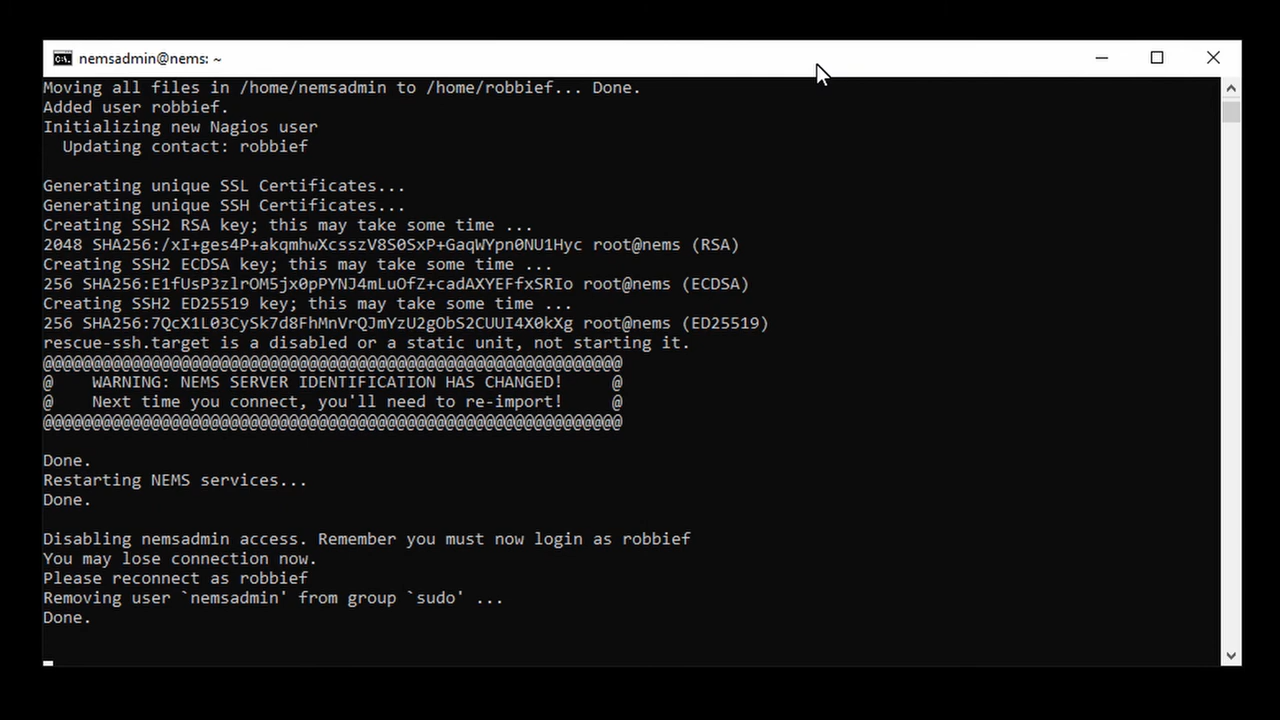 nemsadmin@nems: ~
Moving all files in /home/nemsadmin to /home/robbief... Done.
Added user robbief.
Initializing new Nagios user
  Updating contact: robbief
Generating unique SSL Certificates...
Generating unique SSH Certificates...
Creating SSH2 RSA key; this may take some time ...
2048 SHA256:/xI+ges4P+akqmhwXcsszV8S0SxP+GaqWYpn0NU1Hyc root@nems (RSA)
Creating SSH2 ECDSA key; this may take some time ...
256 SHA256:E1fUsP3zlrOM5jx0pPYNJ4mLuOfZ+cadAXYEFfxSRIo root@nems (ECDSA)
Creating SSH2 ED25519 key; this may take some time ...
256 SHA256:7QcX1L03CySk7d8FhMnVrQJmYzU2gObS2CUUI4X0kXg root@nems (ED25519)
rescue-ssh.target is a disabled or a static unit, not starting it.
@@@@@@@@@@@@@@@@@@@@@@@@@@@@@@@@@@@@@@@@@@@@@@@@@@@@@@@@@@@
@    WARNING: NEMS SERVER IDENTIFICATION HAS CHANGED!     @
@    Next time you connect, you'll need to re-import!     @
@@@@@@@@@@@@@@@@@@@@@@@@@@@@@@@@@@@@@@@@@@@@@@@@@@@@@@@@@@@
Done.
Restarting NEMS services...
Done.
Disabling nemsadmin access. Remember you must now login as robbief
You may lose connection now.
Please reconnect as robbief
Removing user `nemsadmin' from group `sudo' ...
Done.